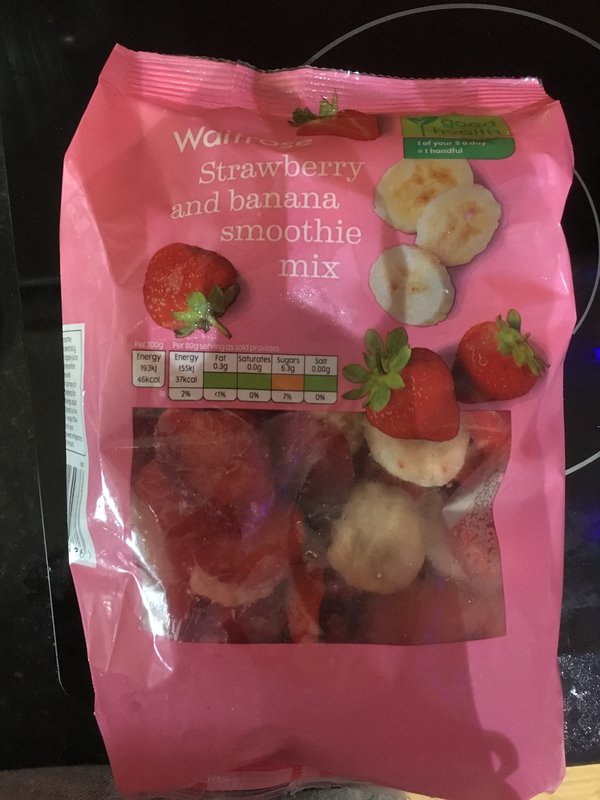 Waitrose
Strawberry
and banana
smoothie
mix
good
health
1 of your 5 a day
= 1 handful
Per 100g
Per 80g serving as sold provides
Energy
193kJ
46kcal
Energy
155kJ
37kcal
2%
Fat
0.3g
<1%
Saturates
0.0g
0%
Sugars
6.3g
7%
Salt
0.00g
0%